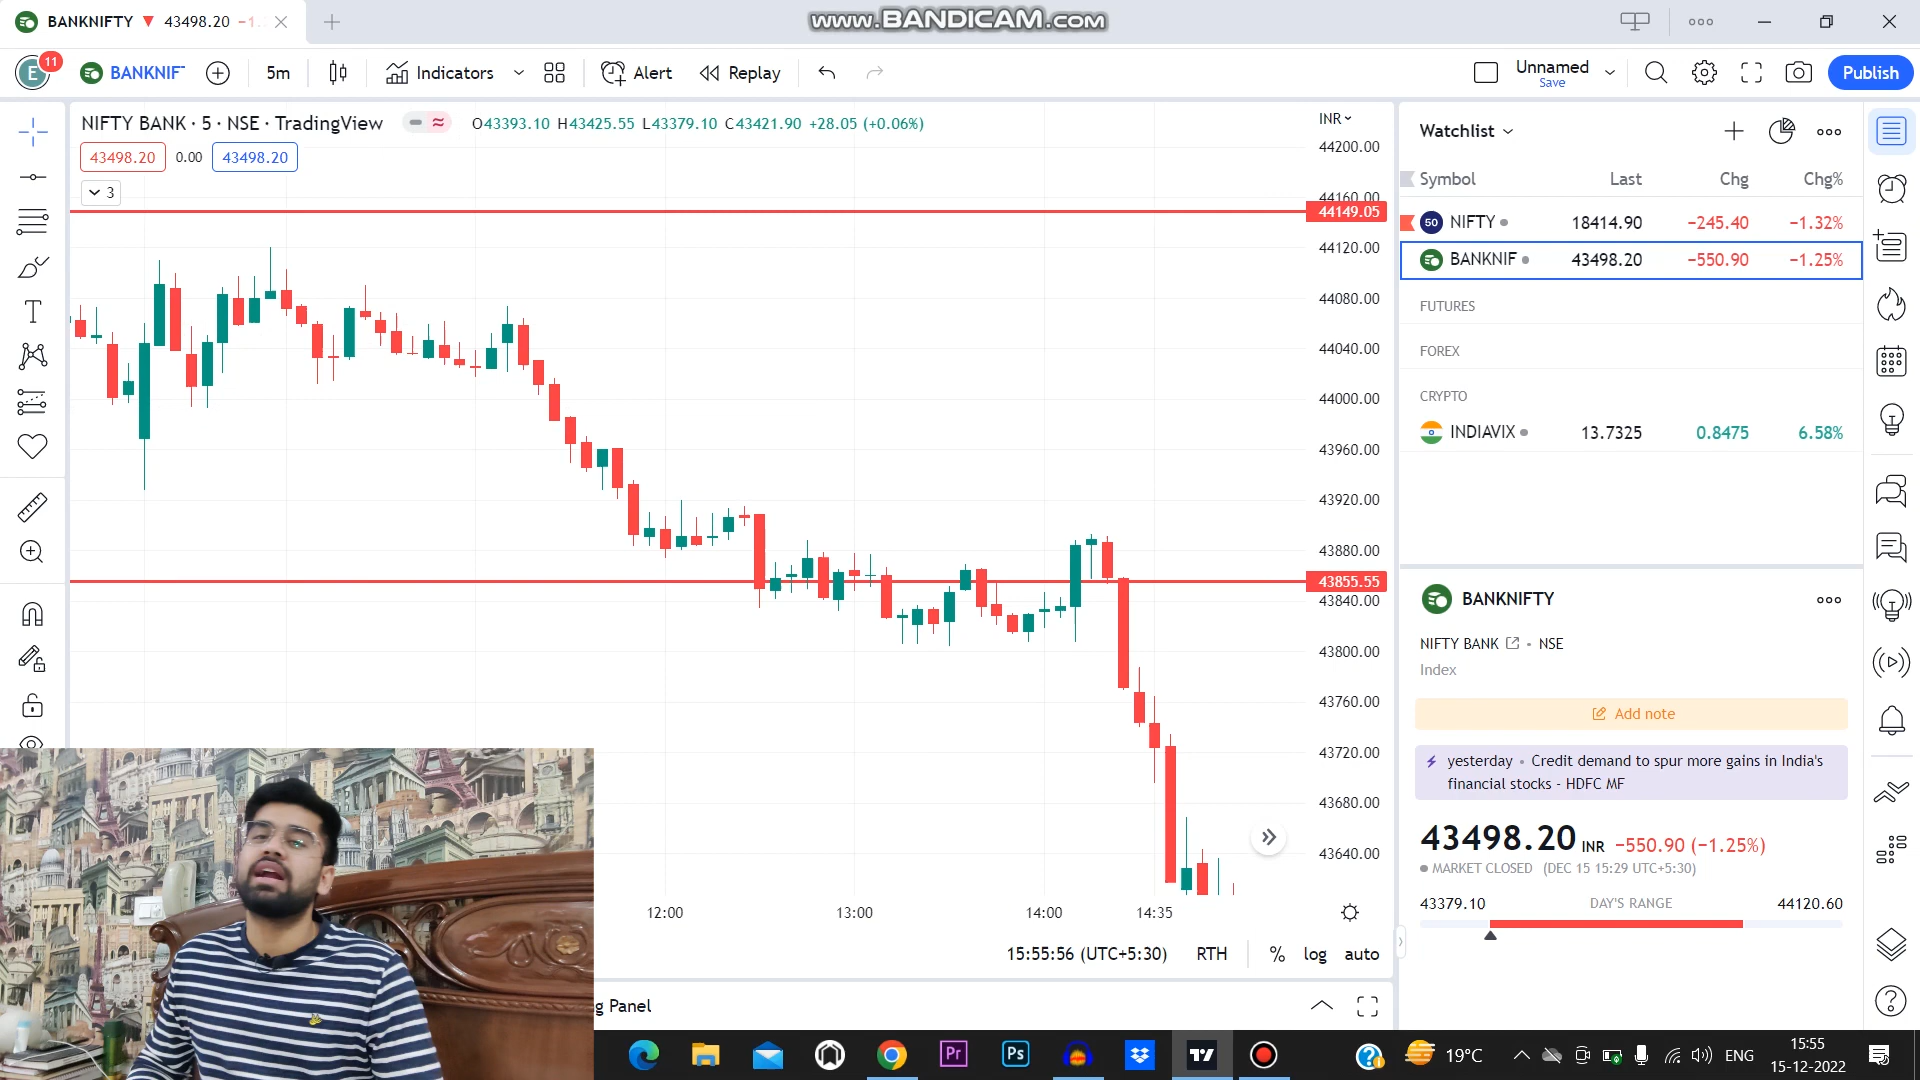 BANKNIFTY ▼ 43498.20 −1.
www.BANDICAM.com
E 11 BANKNIF 5m Indicators Alert Replay Unnamed Save Publish
NIFTY BANK · 5 · NSE · TradingView O43393.10 H43425.55 L43379.10 C43421.90 +28.05 (+0.06%)
43498.20 0.00 43498.20
3
INR
44200.00
44160.00
44149.05
44120.00
44080.00
44040.00
44000.00
43960.00
43920.00
43880.00
43855.55
43840.00
43800.00
43760.00
43720.00
43680.00
43640.00
12:00 13:00 14:00 14:35
15:55:56 (UTC+5:30) RTH % log auto
g Panel
Watchlist
Symbol Last Chg Chg%
50 NIFTY 18414.90 −245.40 −1.32%
BANKNIF 43498.20 −550.90 −1.25%
FUTURES
FOREX
CRYPTO
INDIAVIX 13.7325 0.8475 6.58%
BANKNIFTY
NIFTY BANK • NSE
Index
Add note
yesterday • Credit demand to spur more gains in India's
financial stocks - HDFC MF
43498.20 INR −550.90 (−1.25%)
MARKET CLOSED (DEC 15 15:29 UTC+5:30)
43379.10 DAY'S RANGE 44120.60
Pr Ps 19°C ENG
15:55
15-12-2022